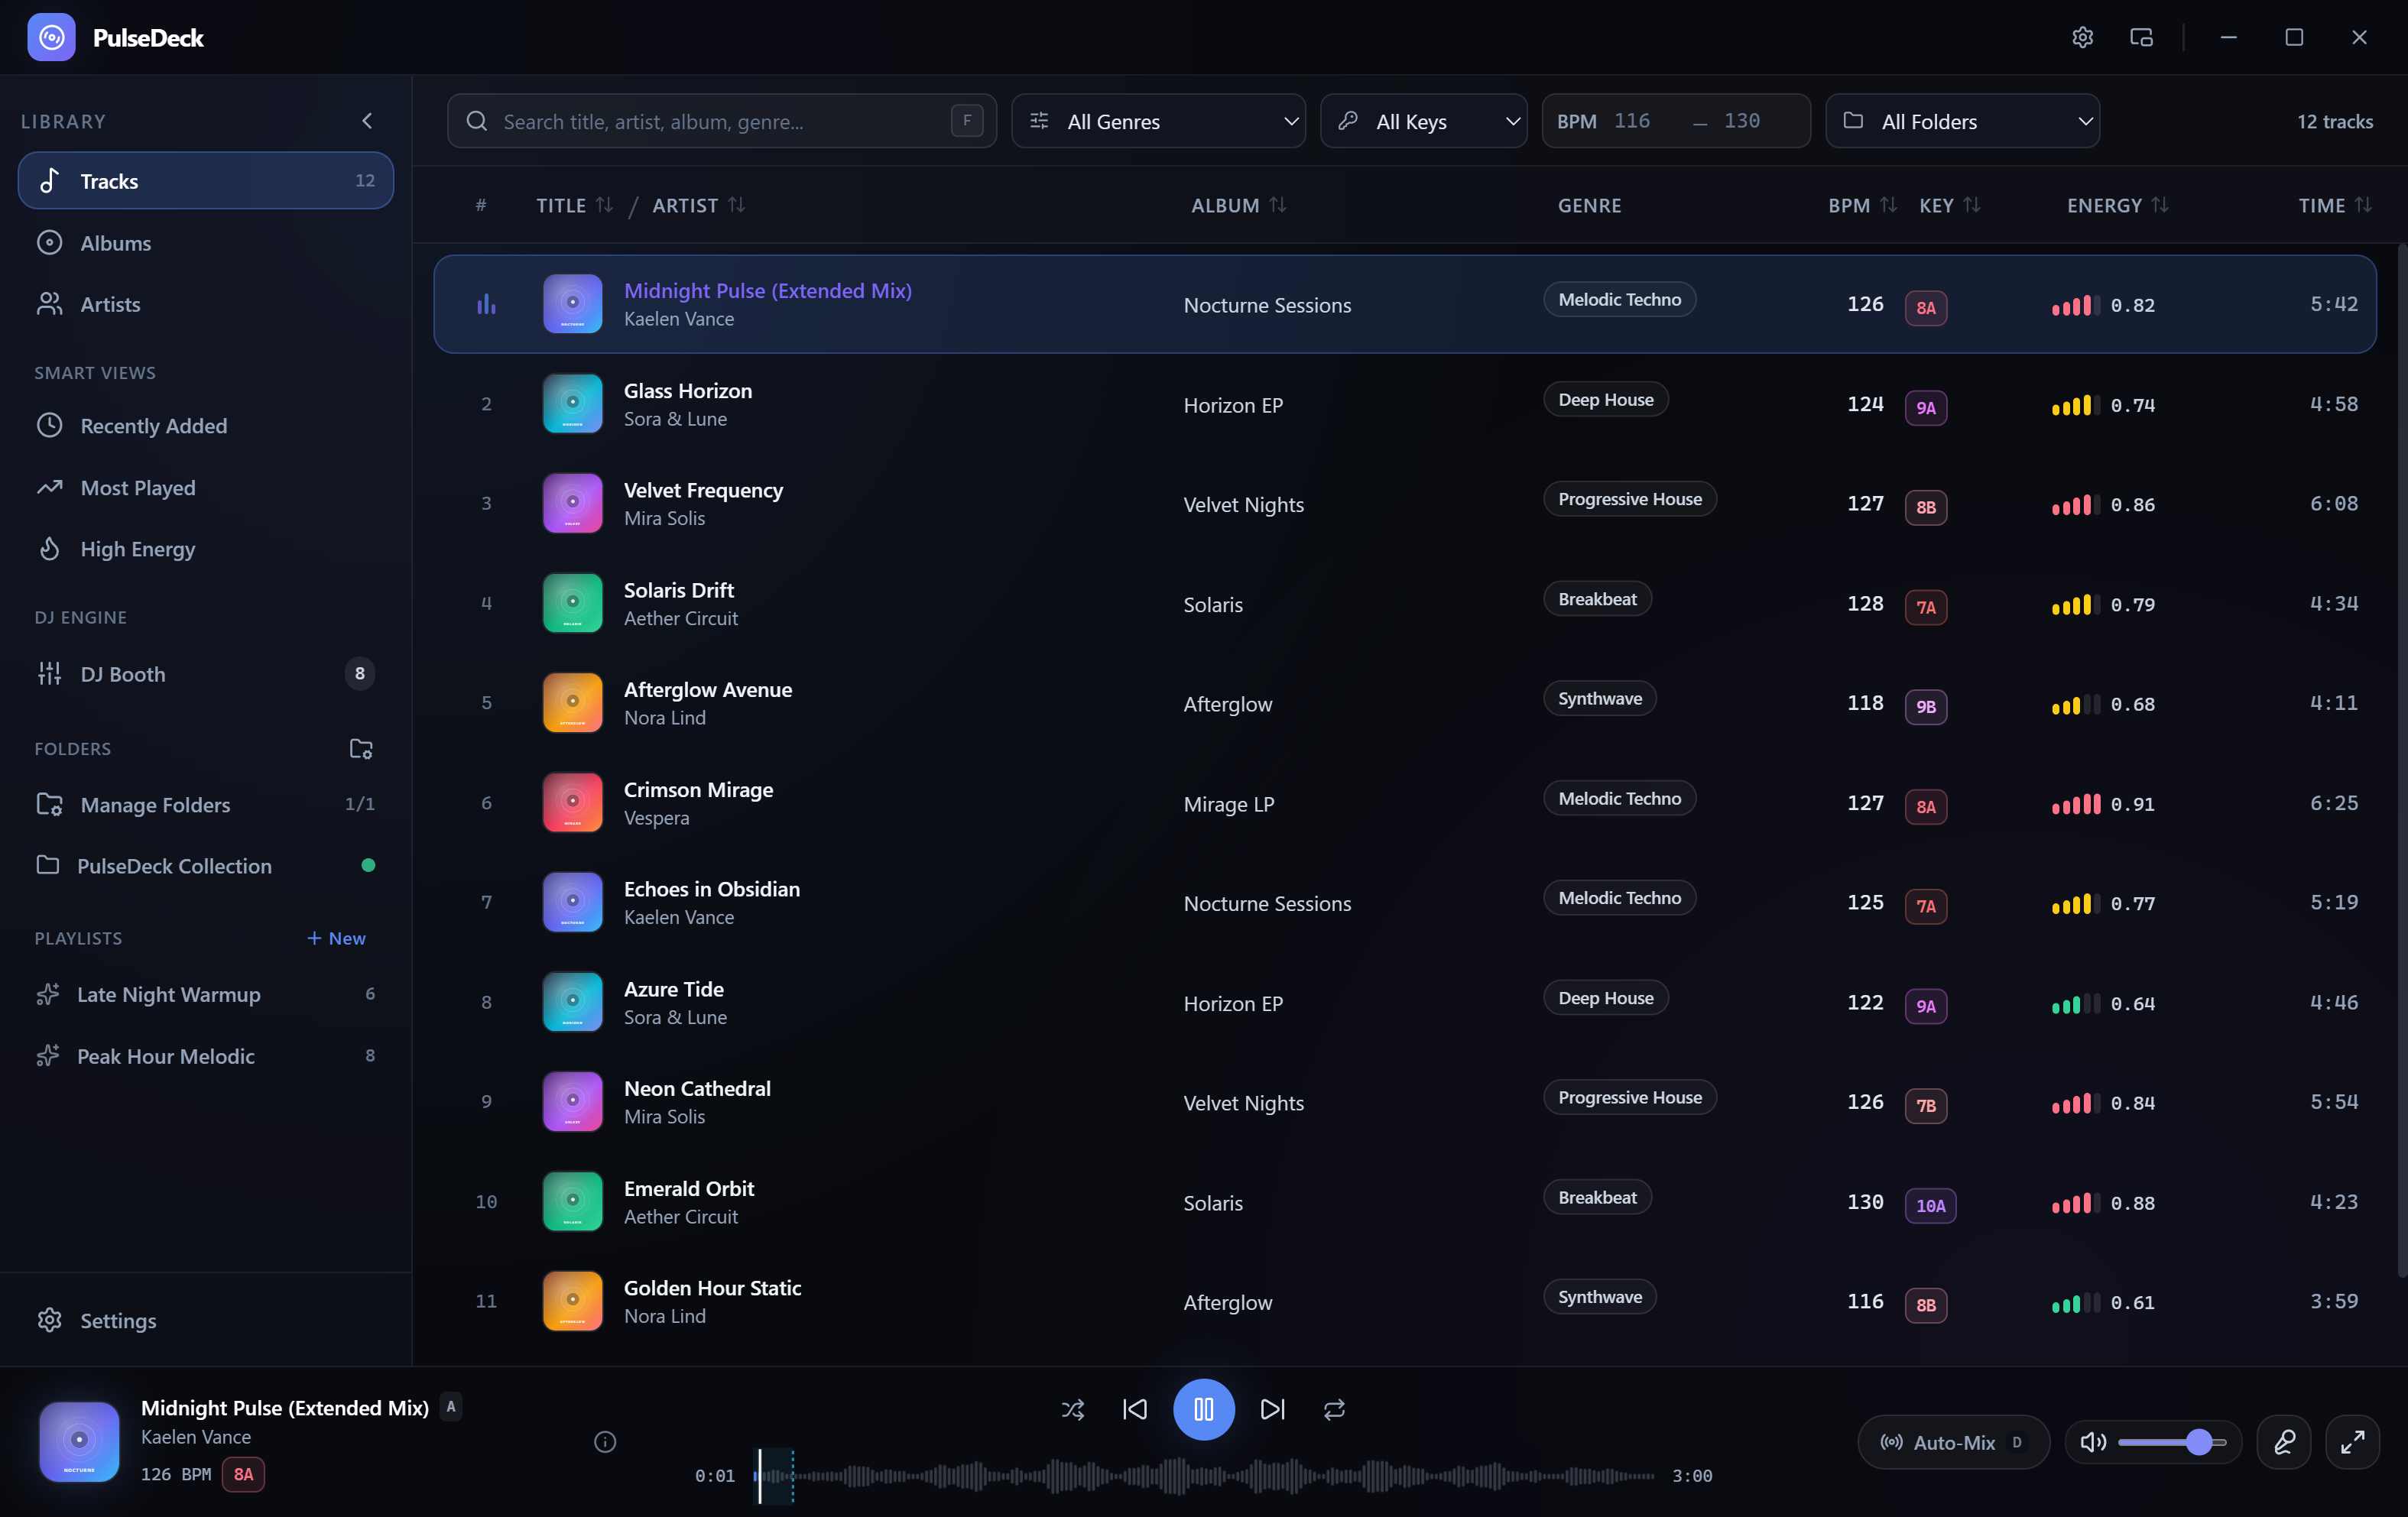 PulseDeck
LIBRARY
Tracks 12
Albums
Artists
SMART VIEWS
Recently Added
Most Played
High Energy
DJ ENGINE
DJ Booth 8
FOLDERS
Manage Folders 1/1
PulseDeck Collection
PLAYLISTS + New
Late Night Warmup 6
Peak Hour Melodic 8
Settings
Search title, artist, album, genre... F All Genres All Keys BPM 116 — 130 All Folders 12 tracks
# TITLE / ARTIST ALBUM GENRE BPM KEY ENERGY TIME
Midnight Pulse (Extended Mix)
Kaelen Vance
Nocturne Sessions Melodic Techno 126 8A 0.82 5:42
2 Glass Horizon
Sora & Lune
Horizon EP Deep House 124 9A 0.74 4:58
3 Velvet Frequency
Mira Solis
Velvet Nights Progressive House 127 8B 0.86 6:08
4 Solaris Drift
Aether Circuit
Solaris Breakbeat 128 7A 0.79 4:34
5 Afterglow Avenue
Nora Lind
Afterglow Synthwave 118 9B 0.68 4:11
6 Crimson Mirage
Vespera
Mirage LP Melodic Techno 127 8A 0.91 6:25
7 Echoes in Obsidian
Kaelen Vance
Nocturne Sessions Melodic Techno 125 7A 0.77 5:19
8 Azure Tide
Sora & Lune
Horizon EP Deep House 122 9A 0.64 4:46
9 Neon Cathedral
Mira Solis
Velvet Nights Progressive House 126 7B 0.84 5:54
10 Emerald Orbit
Aether Circuit
Solaris Breakbeat 130 10A 0.88 4:23
11 Golden Hour Static
Nora Lind
Afterglow Synthwave 116 8B 0.61 3:59
NOCTURNE
Midnight Pulse (Extended Mix) A
Kaelen Vance
126 BPM 8A
0:01 3:00
Auto-Mix D